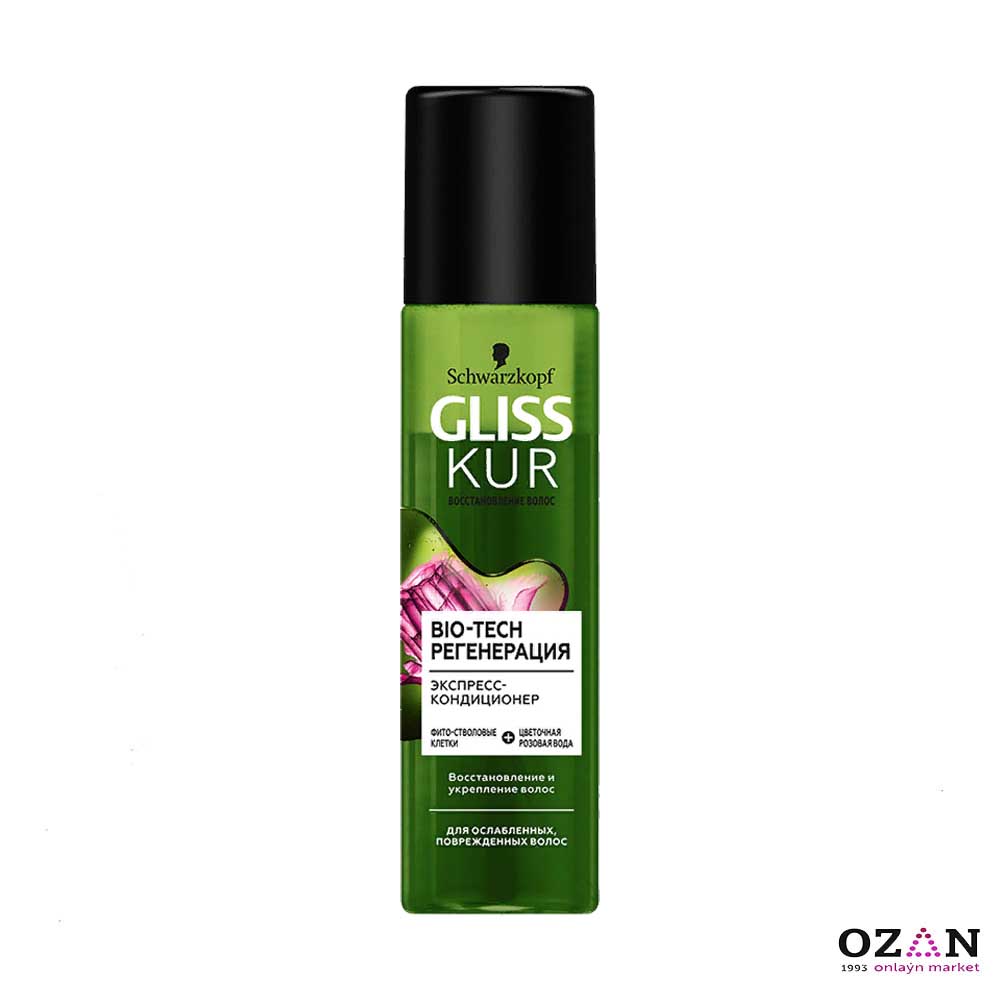 Schwarzkopf
GLISS
KUR
ВОССТАНОВЛЕНИЕ ВОЛОС
BIO-TECH
РЕГЕНЕРАЦИЯ
ЭКСПРЕСС-
КОНДИЦИОНЕР
ФИТО-СТВОЛОВЫЕ
КЛЕТКИ
+
ЦВЕТОЧНАЯ
РОЗОВАЯ ВОДА
Восстановление и
укрепление волос
ДЛЯ ОСЛАБЛЕННЫХ,
ПОВРЕЖДЕННЫХ ВОЛОС
OZAN
1993 onlaýn market